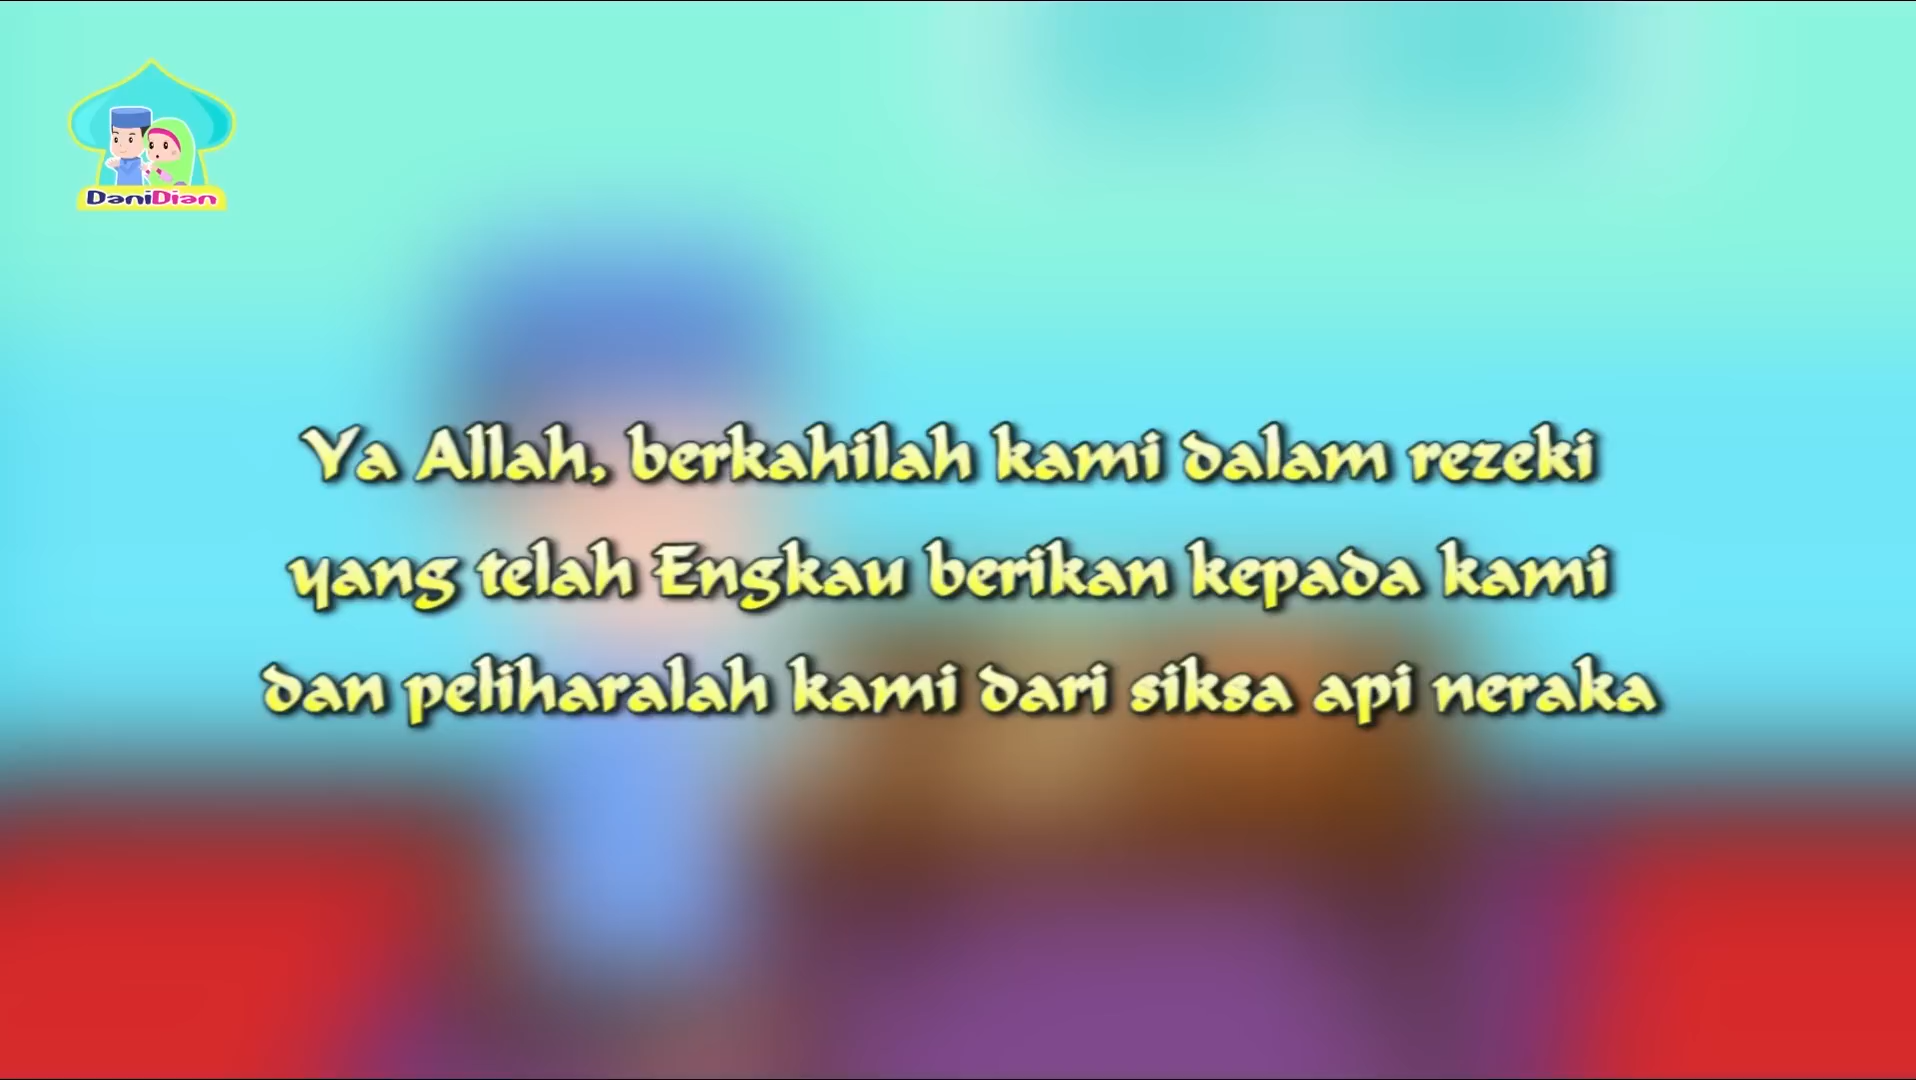 DaniDian
Ya Allah, berkahilah kami dalam rezeki
yang telah Engkau berikan kepada kami
dan peliharalah kami dari siksa api neraka